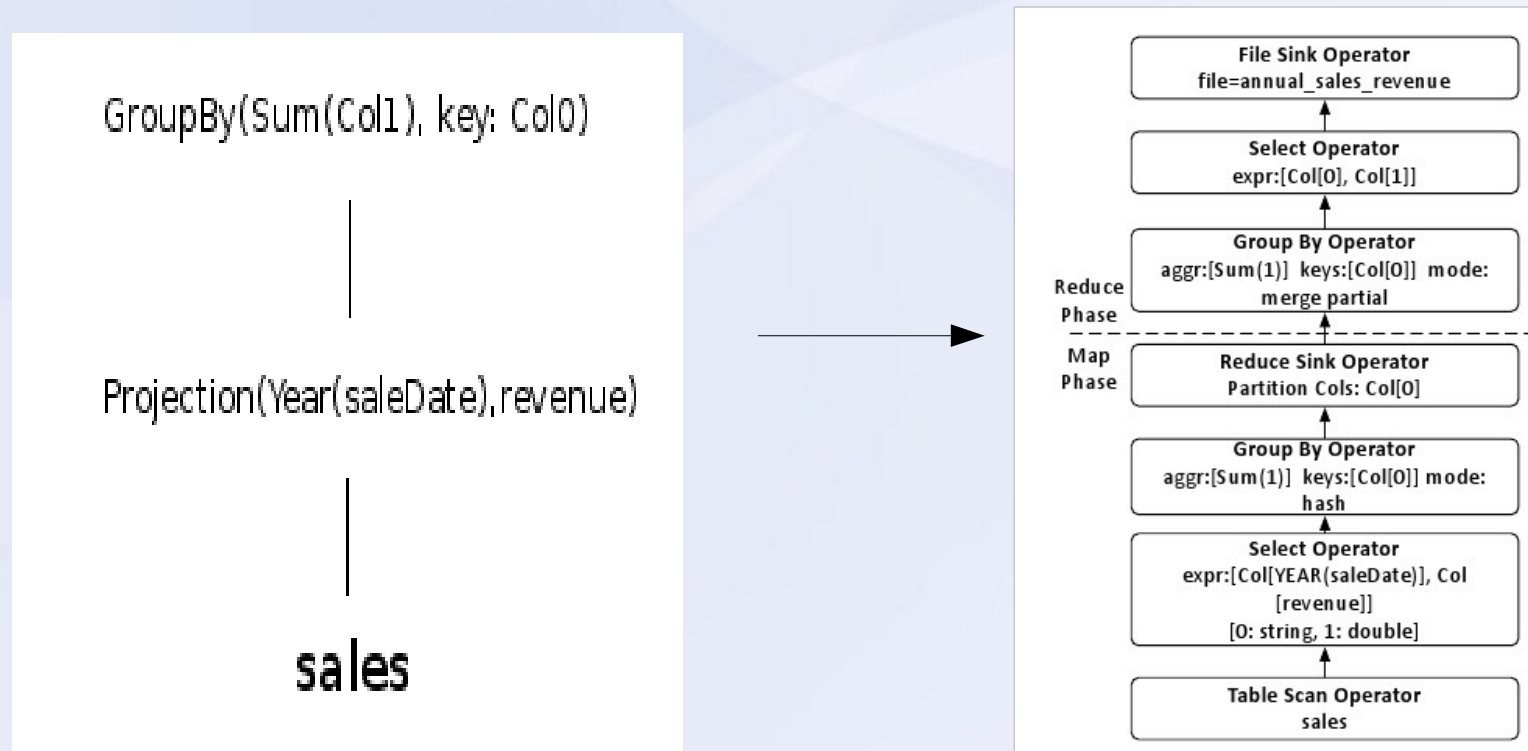 GroupBy(Sum(Col1), key: Col0)
Projection(Year(saleDate),revenue)
sales
File Sink Operator
file=annual_sales_revenue
Select Operator
expr:[Col[0], Col[1]]
Group By Operator
aggr:[Sum(1)] keys:[Col[0]] mode:
merge partial
Reduce
Phase
Map
Phase
Reduce Sink Operator
Partition Cols: Col[0]
Group By Operator
aggr:[Sum(1)] keys:[Col[0]] mode:
hash
Select Operator
expr:[Col[YEAR(saleDate)], Col
[revenue]]
[0: string, 1: double]
Table Scan Operator
sales